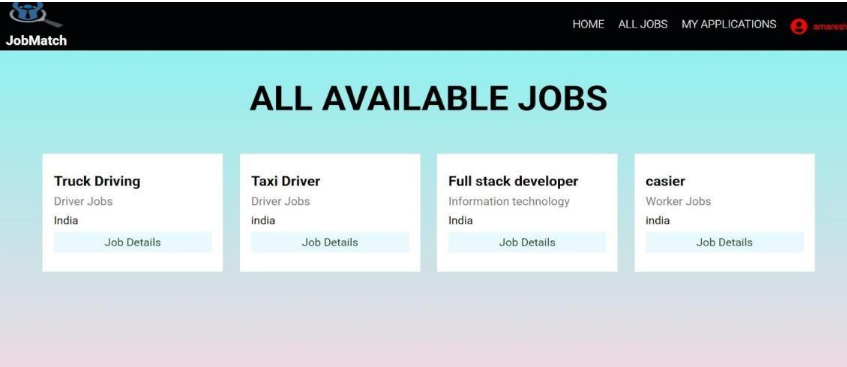 HOME ALL JOBS MY APPLICATIONS amaresh
JobMatch
ALL AVAILABLE JOBS
Truck Driving
Driver Jobs
India
Job Details
Taxi Driver
Driver Jobs
india
Job Details
Full stack developer
Information technology
India
Job Details
casier
Worker Jobs
india
Job Details